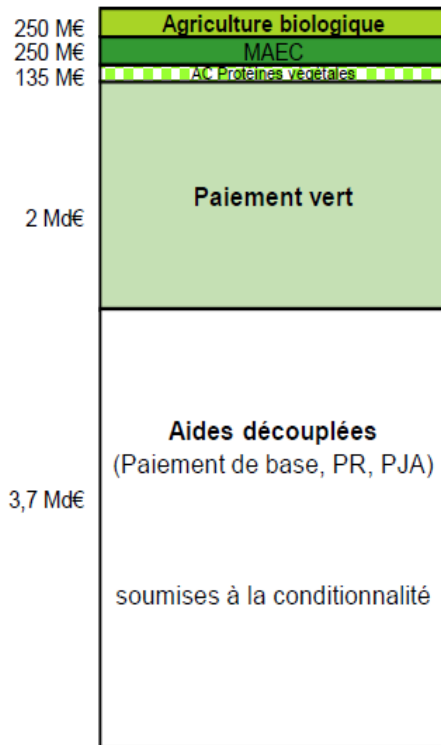 250 M€ Agriculture biologique
250 M€ MAEC
135 M€ AC Protéines végétales
Paiement vert
2 Md€
Aides découplées
(Paiement de base, PR, PJA)
3,7 Md€
soumises à la conditionnalité